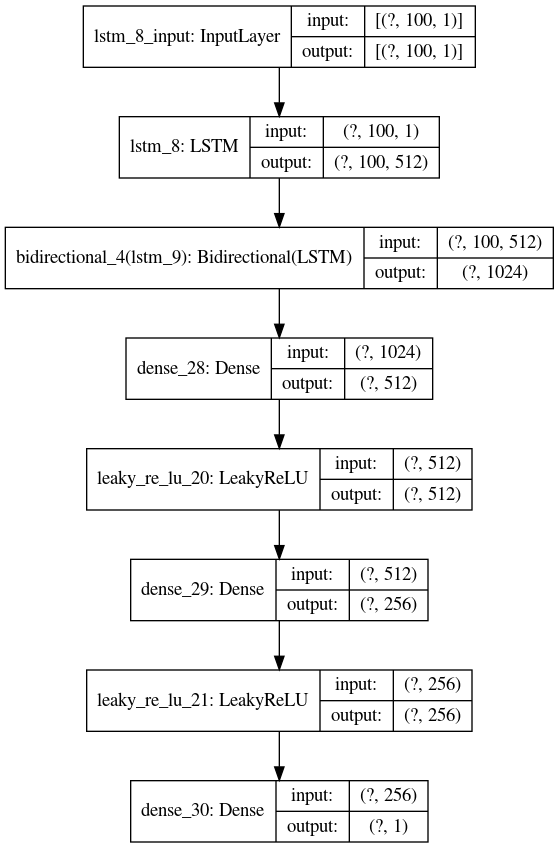 lstm_8_input: InputLayer
input: [(?, 100, 1)]
output: [(?, 100, 1)]
lstm_8: LSTM
input: (?, 100, 1)
output: (?, 100, 512)
bidirectional_4(lstm_9): Bidirectional(LSTM)
input: (?, 100, 512)
output: (?, 1024)
dense_28: Dense
input: (?, 1024)
output: (?, 512)
leaky_re_lu_20: LeakyReLU
input: (?, 512)
output: (?, 512)
dense_29: Dense
input: (?, 512)
output: (?, 256)
leaky_re_lu_21: LeakyReLU
input: (?, 256)
output: (?, 256)
dense_30: Dense
input: (?, 256)
output: (?, 1)